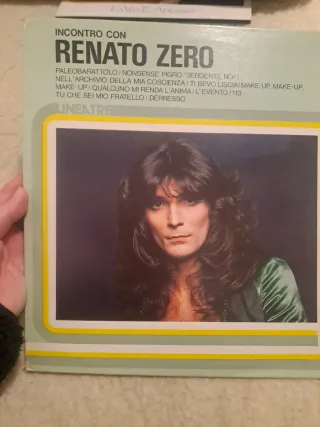 INCONTRO CON
RENATO ZERO
PALEOBARATTOLO / NONSENSE PIGRO / SERGENTE, NO! /
NELL'ARCHIVIO DELLA MIA COSCIENZA / TI BEVO LISCIA / MAKE-UP, MAKE-UP,
MAKE-UP / QUALCUNO MI RENDA L'ANIMA / L'EVENTO / 113
TU CHE SEI MIO FRATELLO / DEPRESSO
LINEATRE